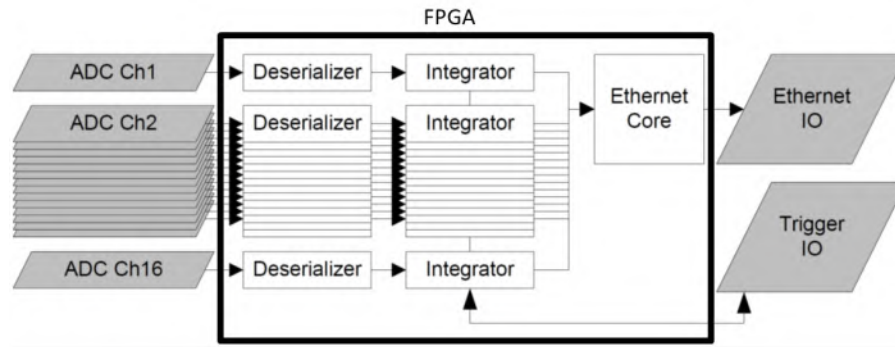 FPGA
ADC Ch1
Deserializer
Integrator
Ethernet
Core
Ethernet
IO
ADC Ch2
Deserializer
Integrator
Trigger
IO
ADC Ch16
Deserializer
Integrator